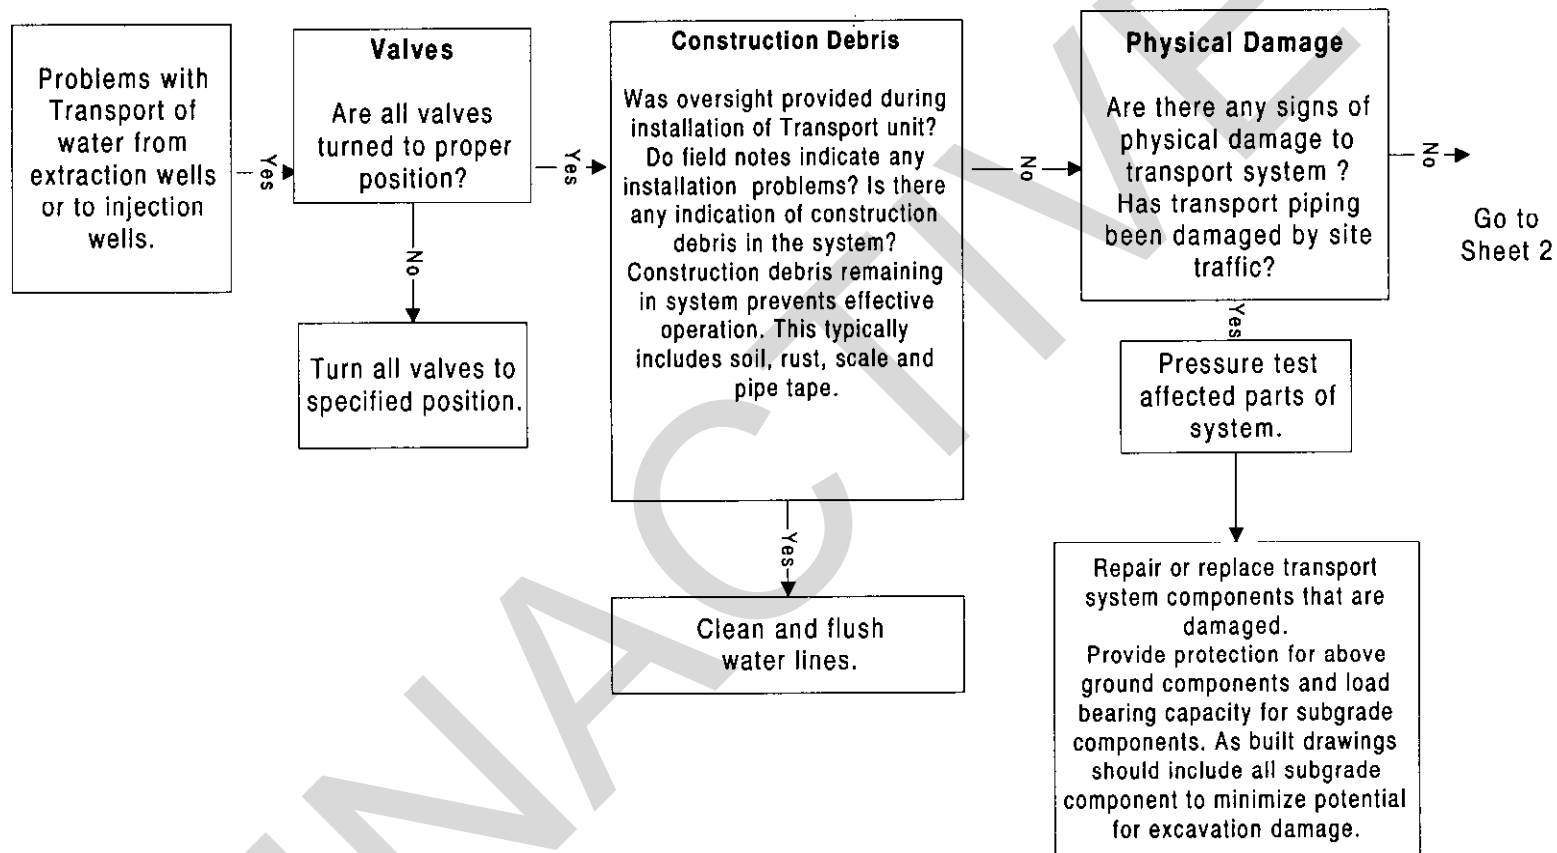 Problems with
Transport of
water from
extraction wells
or to injection
wells.
Yes
Valves
Are all valves
turned to proper
position?
No
Turn all valves to
specified position.
Yes
Construction Debris
Was oversight provided during
installation of Transport unit?
Do field notes indicate any
installation problems? Is there
any indication of construction
debris in the system?
Construction debris remaining
in system prevents effective
operation. This typically
includes soil, rust, scale and
pipe tape.
Yes
Clean and flush
water lines.
No
Physical Damage
Are there any signs of
physical damage to
transport system ?
Has transport piping
been damaged by site
traffic?
Yes
Pressure test
affected parts of
system.
Repair or replace transport
system components that are
damaged.
Provide protection for above
ground components and load
bearing capacity for subgrade
components. As built drawings
should include all subgrade
component to minimize potential
for excavation damage.
No
Go to
Sheet 2
INACTIVE